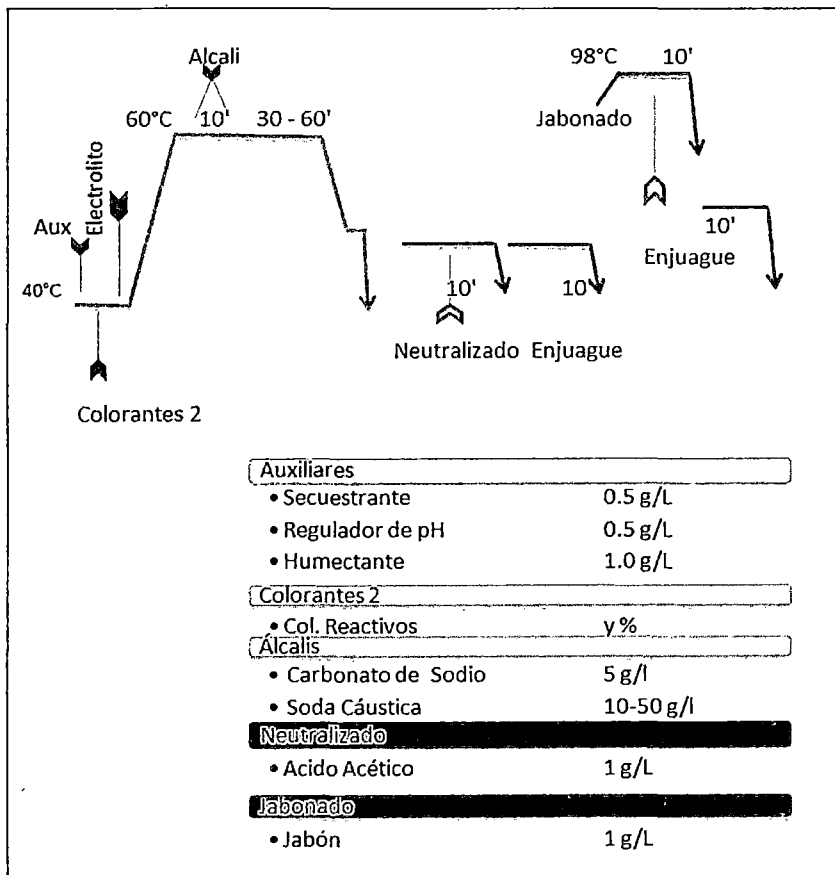 Alcali
98°C 10'
60°C 10' 30 - 60'
Jabonado
Electrolito
Aux
10'
Enjuague
40°C
10' 10'
Neutralizado Enjuague
Colorantes 2
Auxiliares
• Secuestrante 0.5 g/L
• Regulador de pH 0.5 g/L
• Humectante 1.0 g/L
Colorantes 2
• Col. Reactivos y %
Álcalis
• Carbonato de Sodio 5 g/l
• Soda Cáustica 10-50 g/l
Neutralizado
• Acido Acético 1 g/L
Jabonado
• Jabón 1 g/L